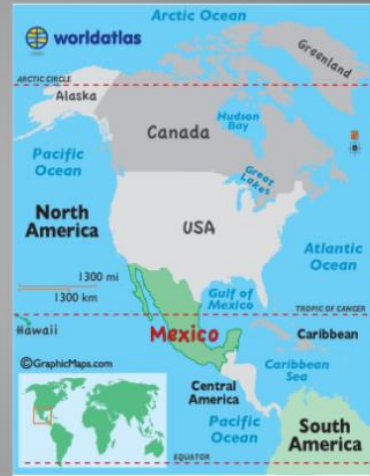 Arctic Ocean
worldatlas
Greenland
ARCTIC CIRCLE
Alaska
Canada
Hudson
Bay
Pacific
Ocean
Great
Lakes
North
America
USA
Atlantic
Ocean
1300 mi
1300 km
Gulf of
Mexico
TROPIC OF CANCER
Hawaii
Mexico
Caribbean
©GraphicMaps.com
Caribbean
Sea
Central
America
Pacific
Ocean
South
America
EQUATOR